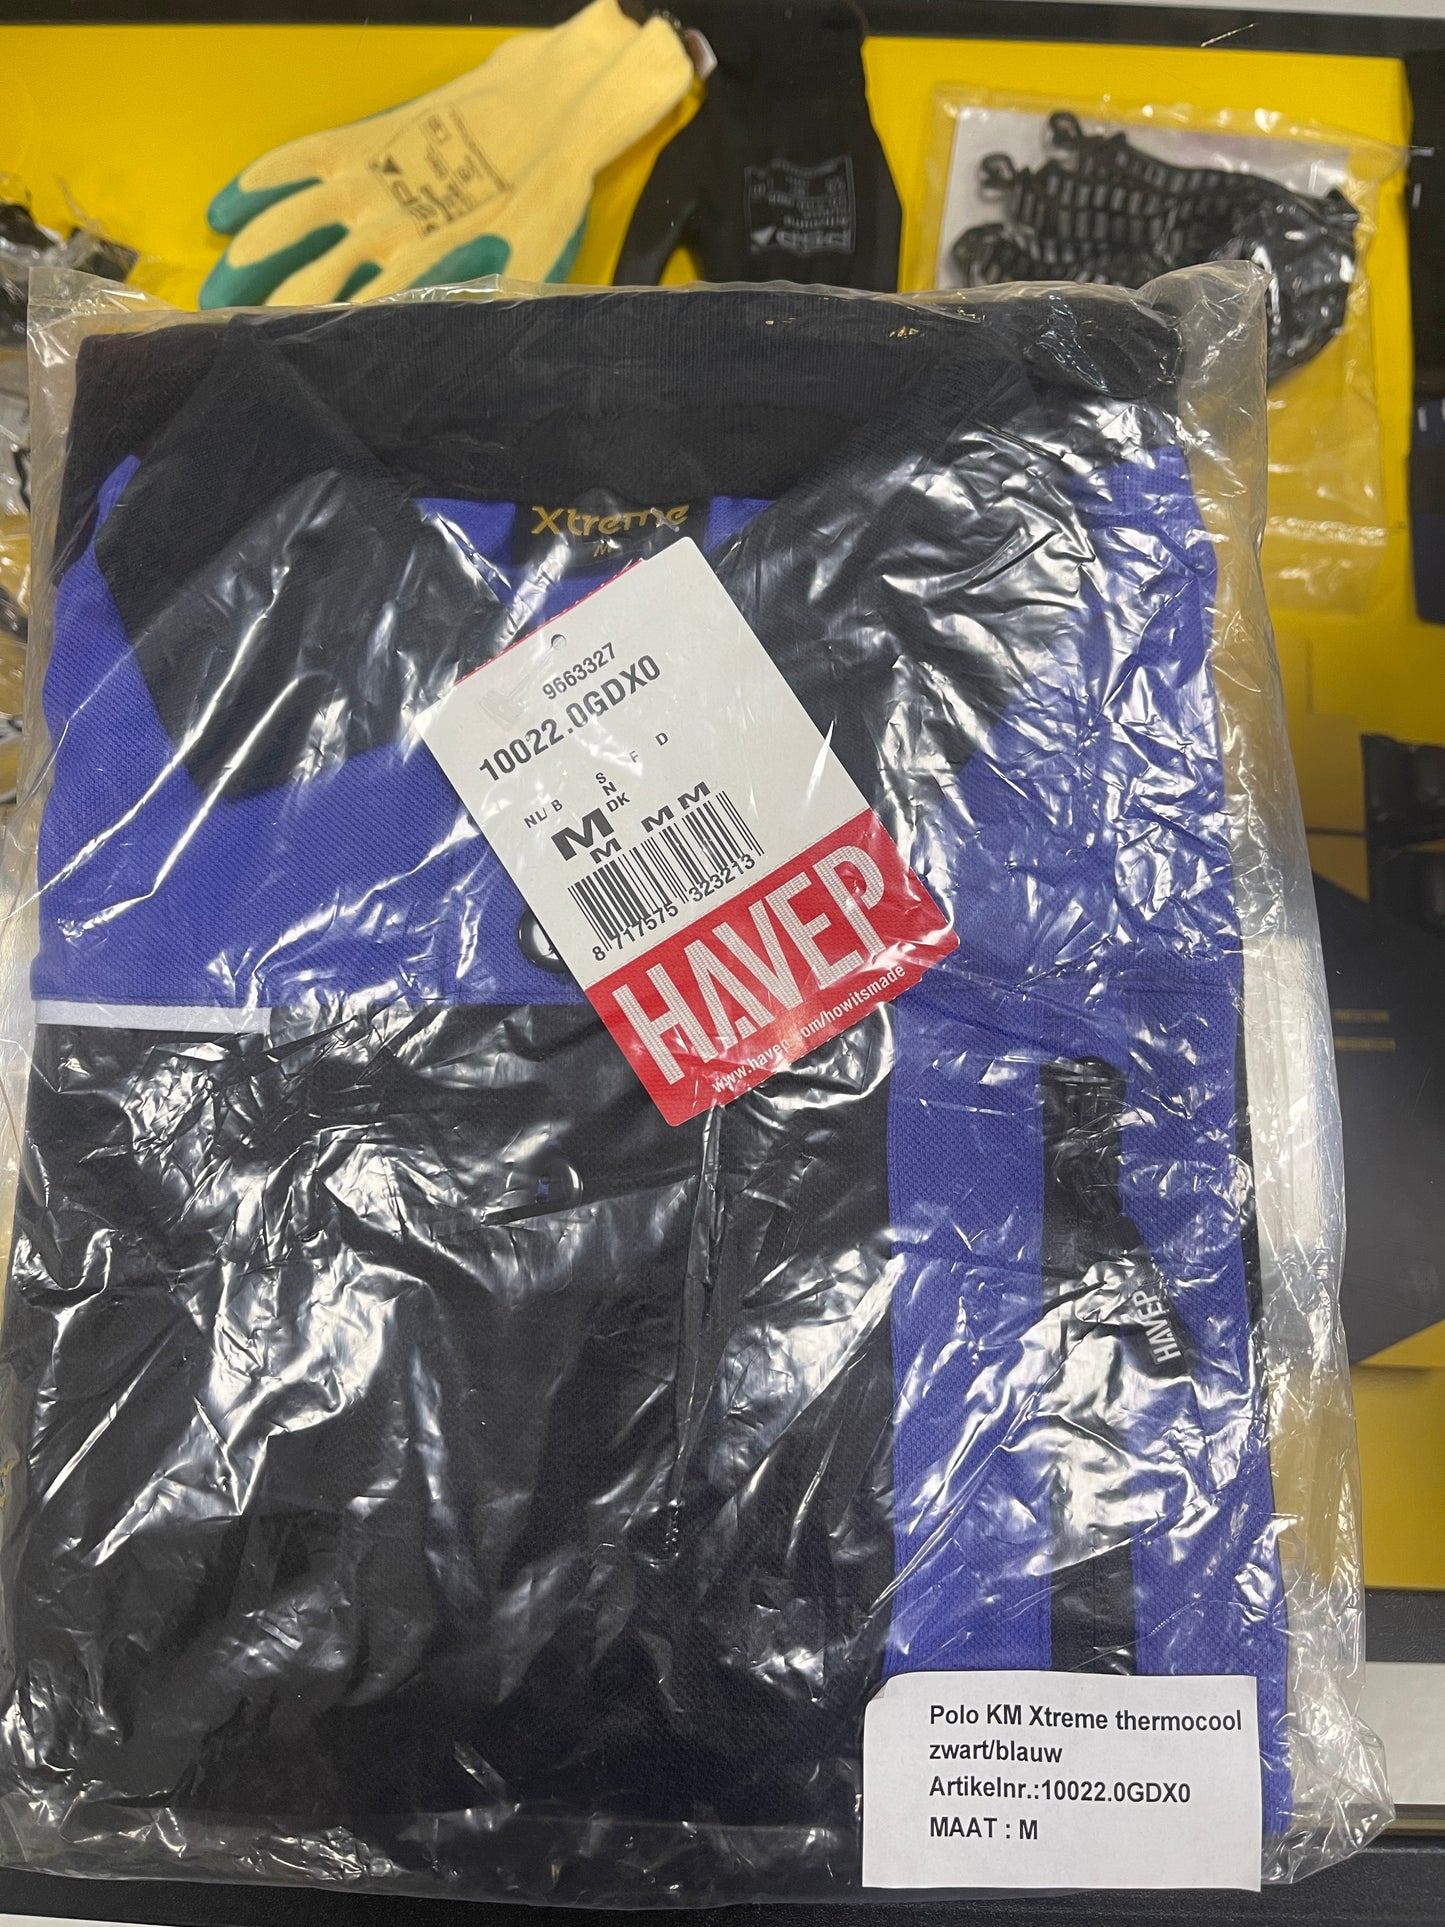 Xtreme
M
9663327
10022.0GDX0
NL/B S N DK F D
M M M M
8 717575 323213
HAVEP
www.havep.com/howitsmade
HAVEP
Polo KM Xtreme thermocool
zwart/blauw
Artikelnr.:10022.0GDX0
MAAT : M